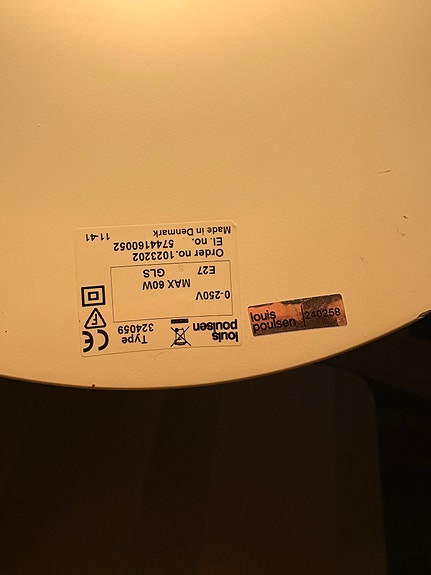 louis
poulsen
Type
324059
0-250V
MAX 60W
E27 GLS
Order no. 1023202
El. no. 5744160052
Made in Denmark 11-41
CE
F
louis
poulsen 240258